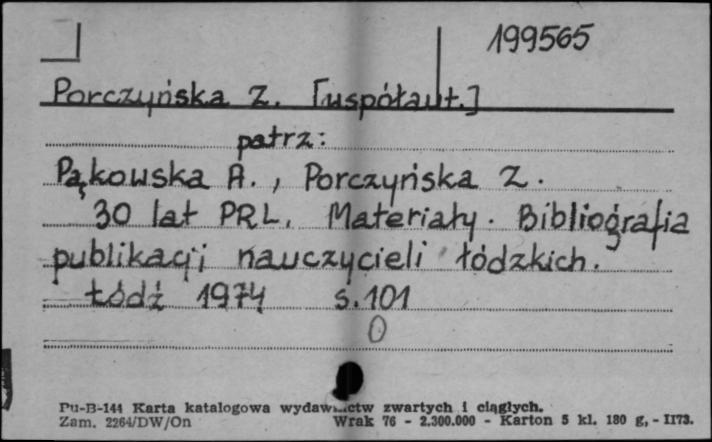 199565
Porczyńska Z. [współaut.]
patrz:
Pąkowska A., Porczyńska Z.
30 lat PRL. Materiały. Bibliografia
publikacji nauczycieli łódzkich.
Łódź 1974 s. 101
0
Pu-B-144 Karta katalogowa wydawnictw zwartych i ciągłych.
Zam. 2264/DW/On Wrak 76 - 2.300.000 - Karton 5 kl. 180 g, - II73.